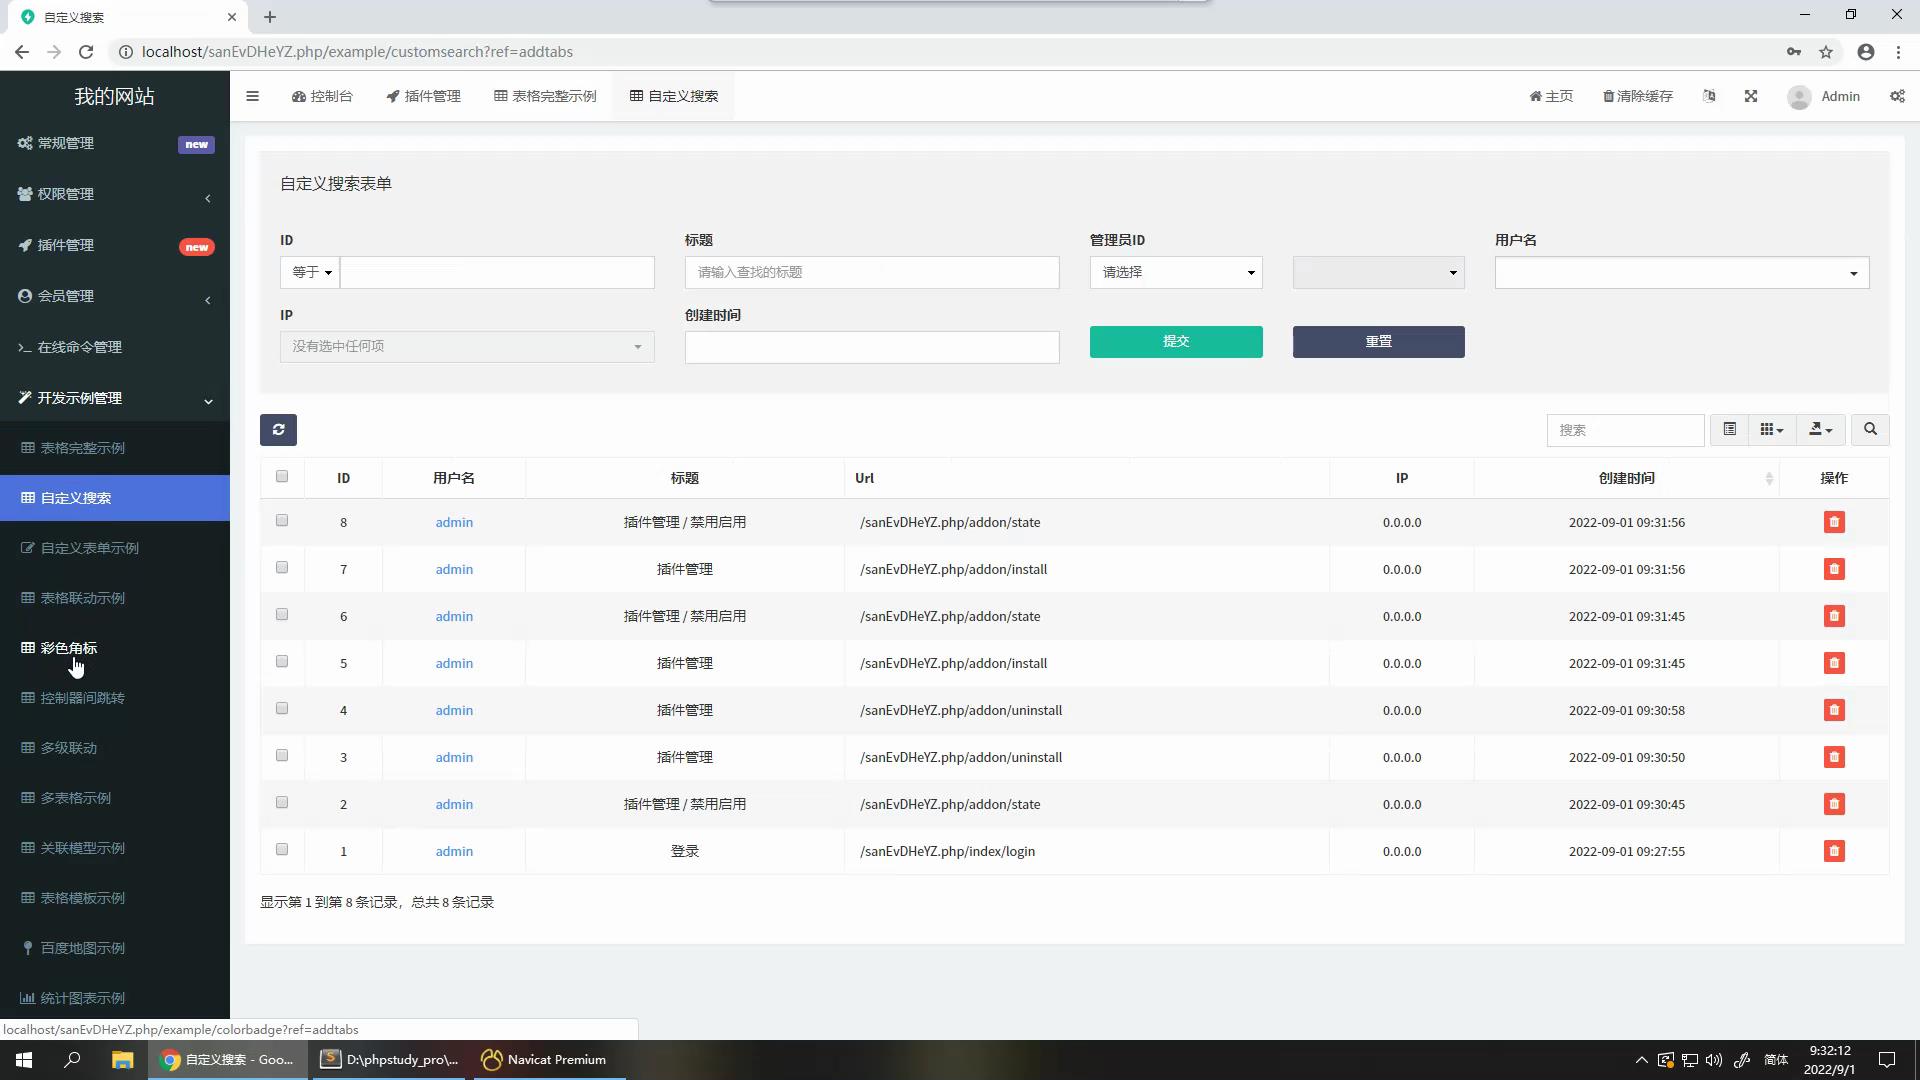 自定义搜索
localhost/sanEvDHeYZ.php/example/customsearch?ref=addtabs
我的网站
控制台
插件管理
表格完整示例
自定义搜索
主页
清除缓存
Admin
常规管理
new
权限管理
插件管理
new
会员管理
在线命令管理
开发示例管理
表格完整示例
自定义搜索
自定义表单示例
表格联动示例
彩色角标
控制器间跳转
多级联动
多表格示例
关联模型示例
表格模板示例
百度地图示例
统计图表示例
自定义搜索表单
ID
标题
管理员ID
用户名
等于
请输入查找的标题
请选择
IP
创建时间
没有选中任何项
提交
重置
搜索
ID 用户名 标题 Url IP 创建时间 操作
8 admin 插件管理 / 禁用启用 /sanEvDHeYZ.php/addon/state 0.0.0.0 2022-09-01 09:31:56
7 admin 插件管理 /sanEvDHeYZ.php/addon/install 0.0.0.0 2022-09-01 09:31:56
6 admin 插件管理 / 禁用启用 /sanEvDHeYZ.php/addon/state 0.0.0.0 2022-09-01 09:31:45
5 admin 插件管理 /sanEvDHeYZ.php/addon/install 0.0.0.0 2022-09-01 09:31:45
4 admin 插件管理 /sanEvDHeYZ.php/addon/uninstall 0.0.0.0 2022-09-01 09:30:58
3 admin 插件管理 /sanEvDHeYZ.php/addon/uninstall 0.0.0.0 2022-09-01 09:30:50
2 admin 插件管理 / 禁用启用 /sanEvDHeYZ.php/addon/state 0.0.0.0 2022-09-01 09:30:45
1 admin 登录 /sanEvDHeYZ.php/index/login 0.0.0.0 2022-09-01 09:27:55
显示第 1 到第 8 条记录，总共 8 条记录
localhost/sanEvDHeYZ.php/example/colorbadge?ref=addtabs
自定义搜索 - Goo...
D:\phpstudy_pro\...
Navicat Premium
简体
9:32:12
2022/9/1